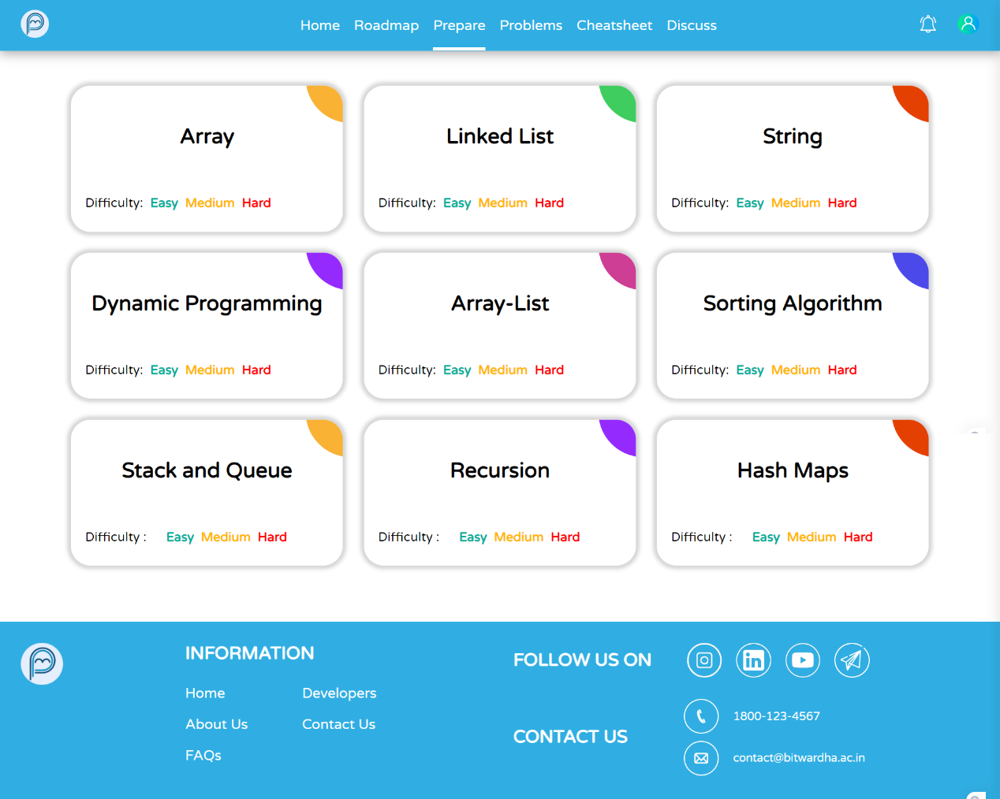 Home Roadmap Prepare Problems Cheatsheet Discuss
Array
Difficulty: Easy Medium Hard
Linked List
Difficulty: Easy Medium Hard
String
Difficulty: Easy Medium Hard
Dynamic Programming
Difficulty: Easy Medium Hard
Array-List
Difficulty: Easy Medium Hard
Sorting Algorithm
Difficulty: Easy Medium Hard
Stack and Queue
Difficulty : Easy Medium Hard
Recursion
Difficulty : Easy Medium Hard
Hash Maps
Difficulty : Easy Medium Hard
INFORMATION
Home
Developers
About Us
Contact Us
FAQs
FOLLOW US ON
in
CONTACT US
1800-123-4567
contact@bitwardha.ac.in